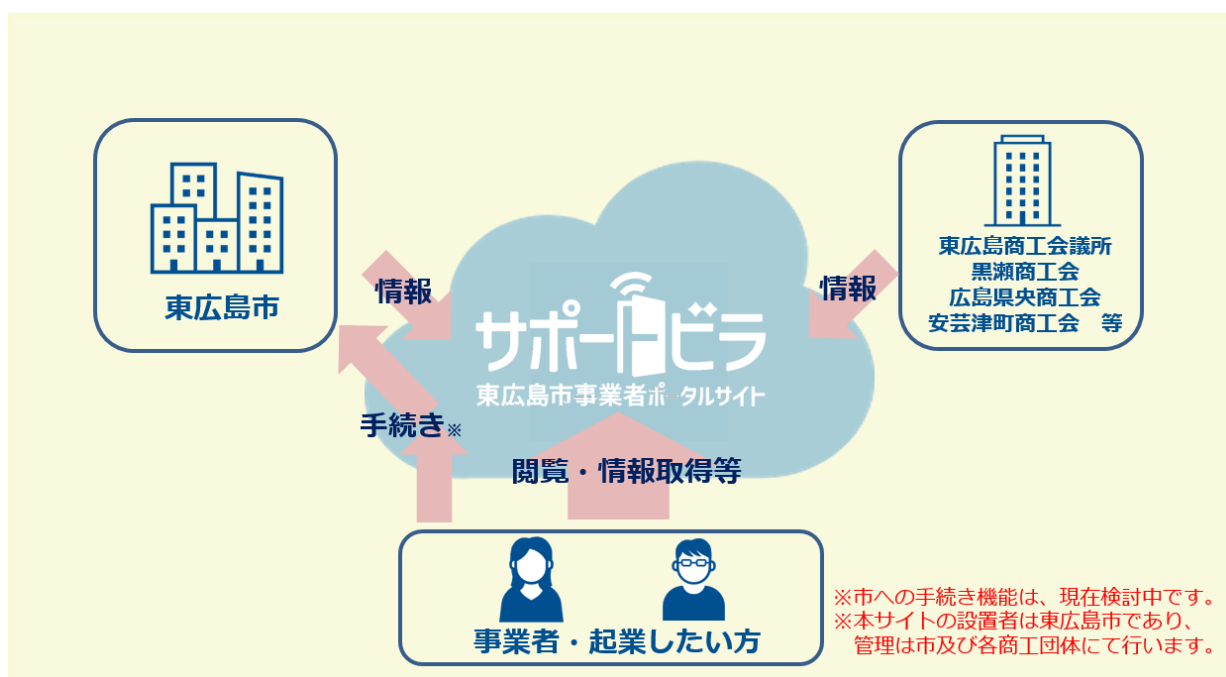 東広島市
東広島商工会議所
黒瀬商工会
広島県央商工会
安芸津町商工会　等
情報
情報
サポートビラ
東広島市事業者ポータルサイト
手続き※
閲覧・情報取得等
事業者・起業したい方
※市への手続き機能は、現在検討中です。
※本サイトの設置者は東広島市であり、
管理は市及び各商工団体にて行います。